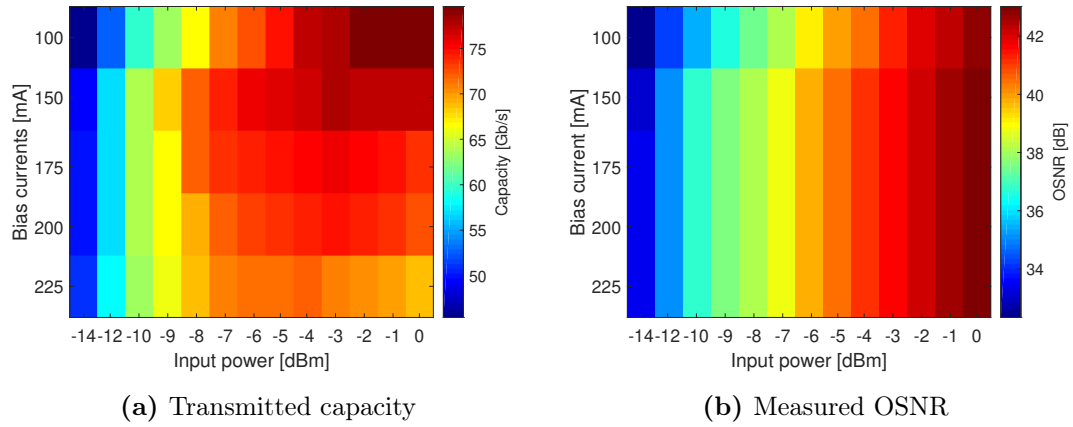 100
150
175
200
225
Bias currents [mA]
-14 -12 -10 -9 -8 -7 -6 -5 -4 -3 -2 -1 0
Input power [dBm]
75
70
65
60
55
50
Capacity [Gb/s]
(a) Transmitted capacity
100
150
175
200
225
Bias current [mA]
-14 -12 -10 -9 -8 -7 -6 -5 -4 -3 -2 -1 0
Input power [dBm]
42
40
38
36
34
OSNR [dB]
(b) Measured OSNR